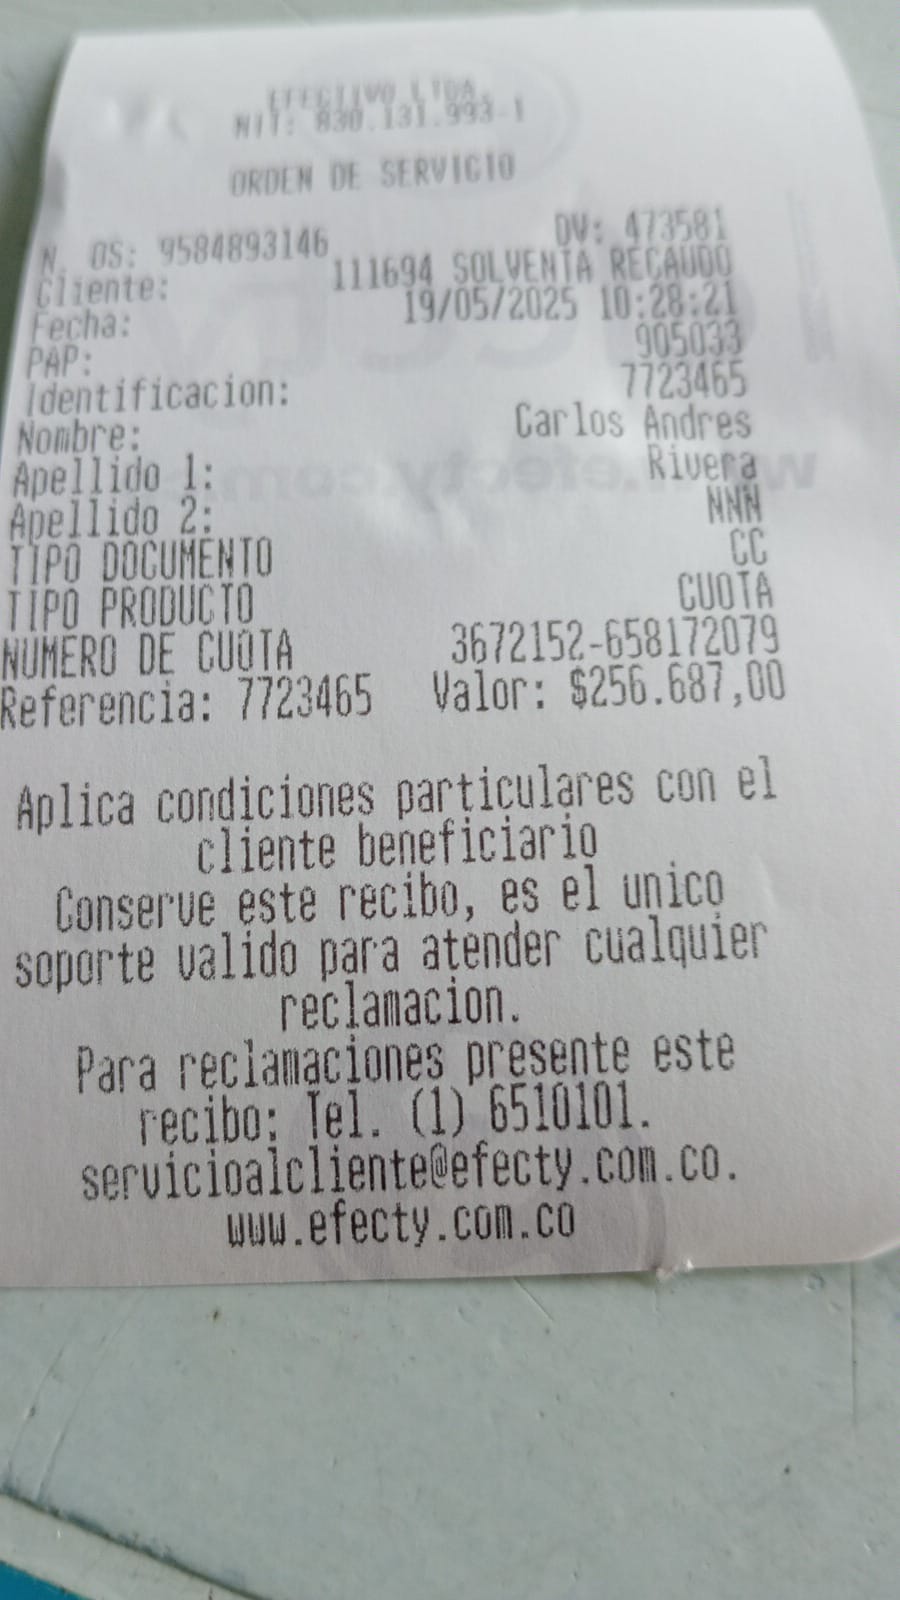 EFECTIVO LTDA.
NIT: 830.131.993-1
ORDEN DE SERVICIO
N. OS: 9584893146 DV: 473581
Cliente: 111694 SOLVENTA RECAUDO
Fecha: 19/05/2025 10:28:21
PAP: 905033
Identificacion: 7723465
Nombre: Carlos Andres
Apellido 1: Rivera
Apellido 2: NNN
TIPO DOCUMENTO CC
TIPO PRODUCTO CUOTA
NUMERO DE CUOTA 3672152-658172079
Referencia: 7723465 Valor: $256.687,00
Aplica condiciones particulares con el
cliente beneficiario
Conserve este recibo, es el unico
soporte valido para atender cualquier
reclamacion.
Para reclamaciones presente este
recibo: Tel. (1) 6510101.
servicioalcliente@efecty.com.co.
www.efecty.com.co